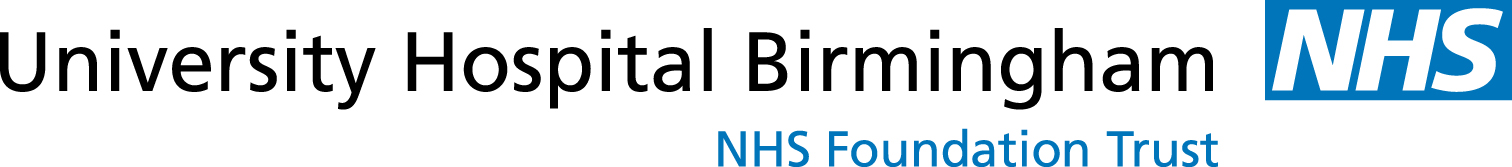 University Hospital Birmingham NHS
NHS Foundation Trust